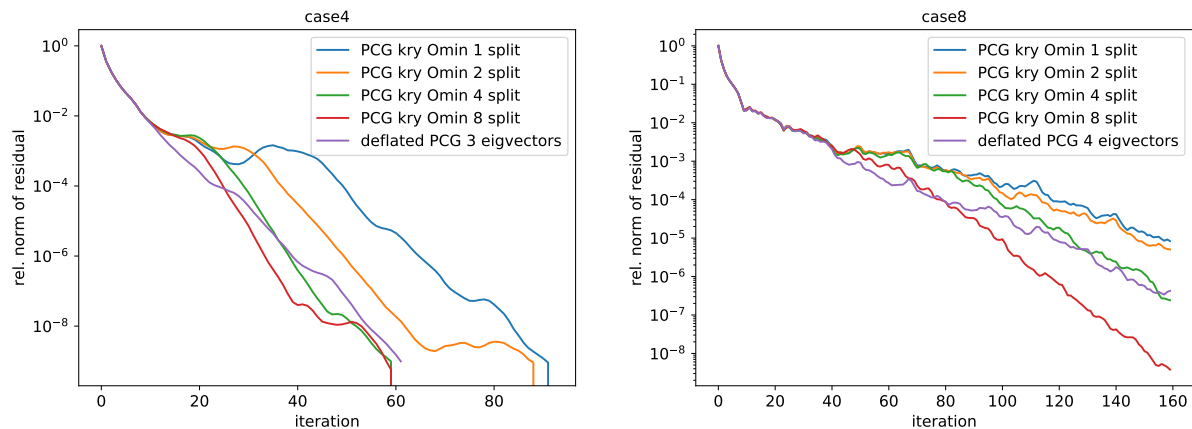 case4
10^0
10^-2
10^-4
10^-6
10^-8
rel. norm of residual
0 20 40 60 80
iteration
PCG kry Omin 1 split
PCG kry Omin 2 split
PCG kry Omin 4 split
PCG kry Omin 8 split
deflated PCG 3 eigvectors
case8
10^0
10^-1
10^-2
10^-3
10^-4
10^-5
10^-6
10^-7
10^-8
rel. norm of residual
0 20 40 60 80 100 120 140 160
iteration
PCG kry Omin 1 split
PCG kry Omin 2 split
PCG kry Omin 4 split
PCG kry Omin 8 split
deflated PCG 4 eigvectors